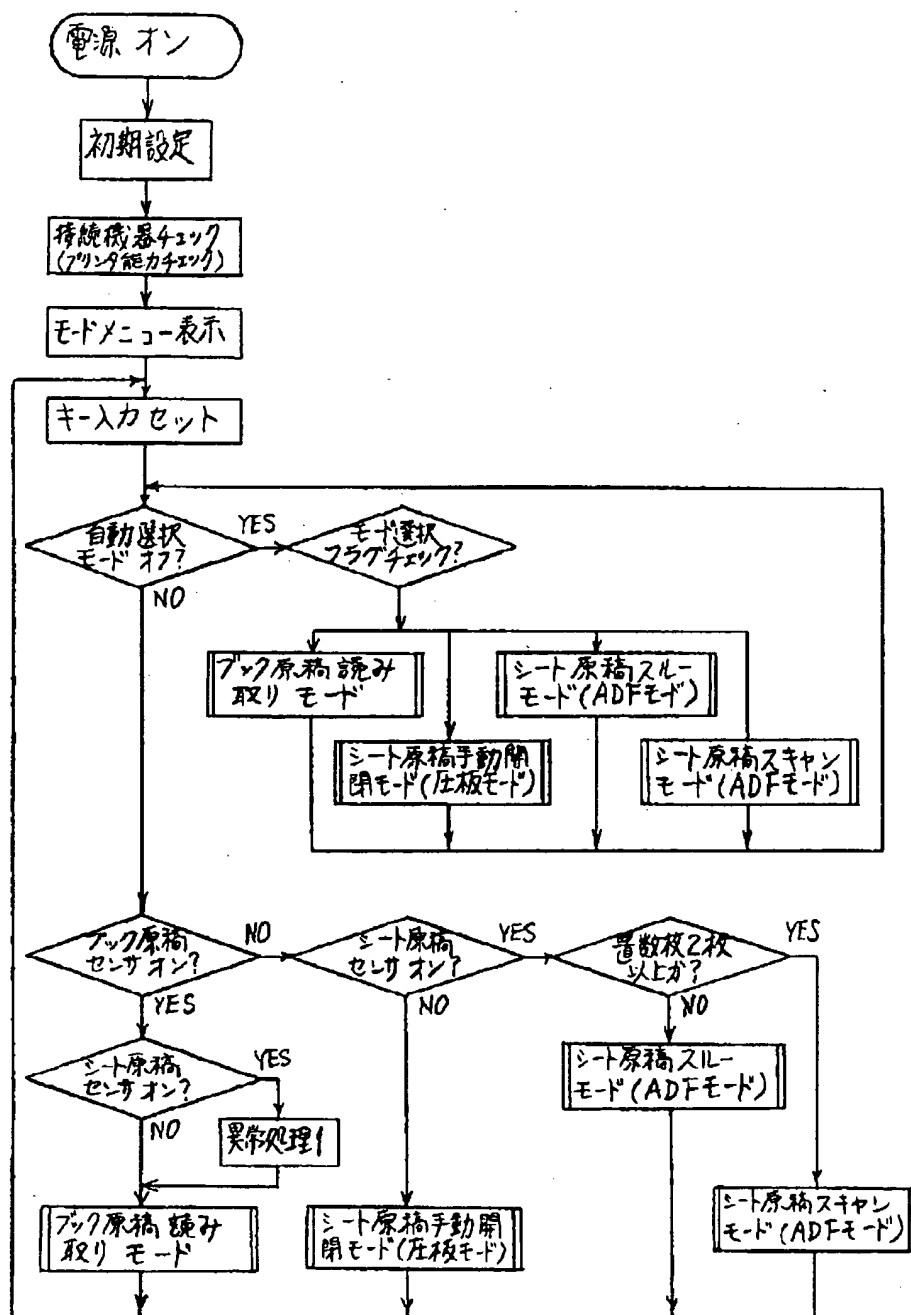 電源 オン
初期設定
接続機器チェック
(プリンタ能力チェック)
モードメニュー表示
キー入力セット
自動選択
モードオフ?
YES
NO
モード選択
フラグチェック?
ブック原稿読み
取りモード
シート原稿スルー
モード(ADFモード)
シート原稿手動開
閉モード(圧板モード)
シート原稿スキャン
モード(ADFモード)
ブック原稿
センサオン?
NO
YES
シート原稿
センサオン?
YES
NO
置数枚2枚
以上か?
YES
NO
シート原稿
センサオン?
YES
NO
異常処理1
シート原稿スルー
モード(ADFモード)
ブック原稿読み
取りモード
シート原稿手動開
閉モード(圧板モード)
シート原稿スキャン
モード(ADFモード)